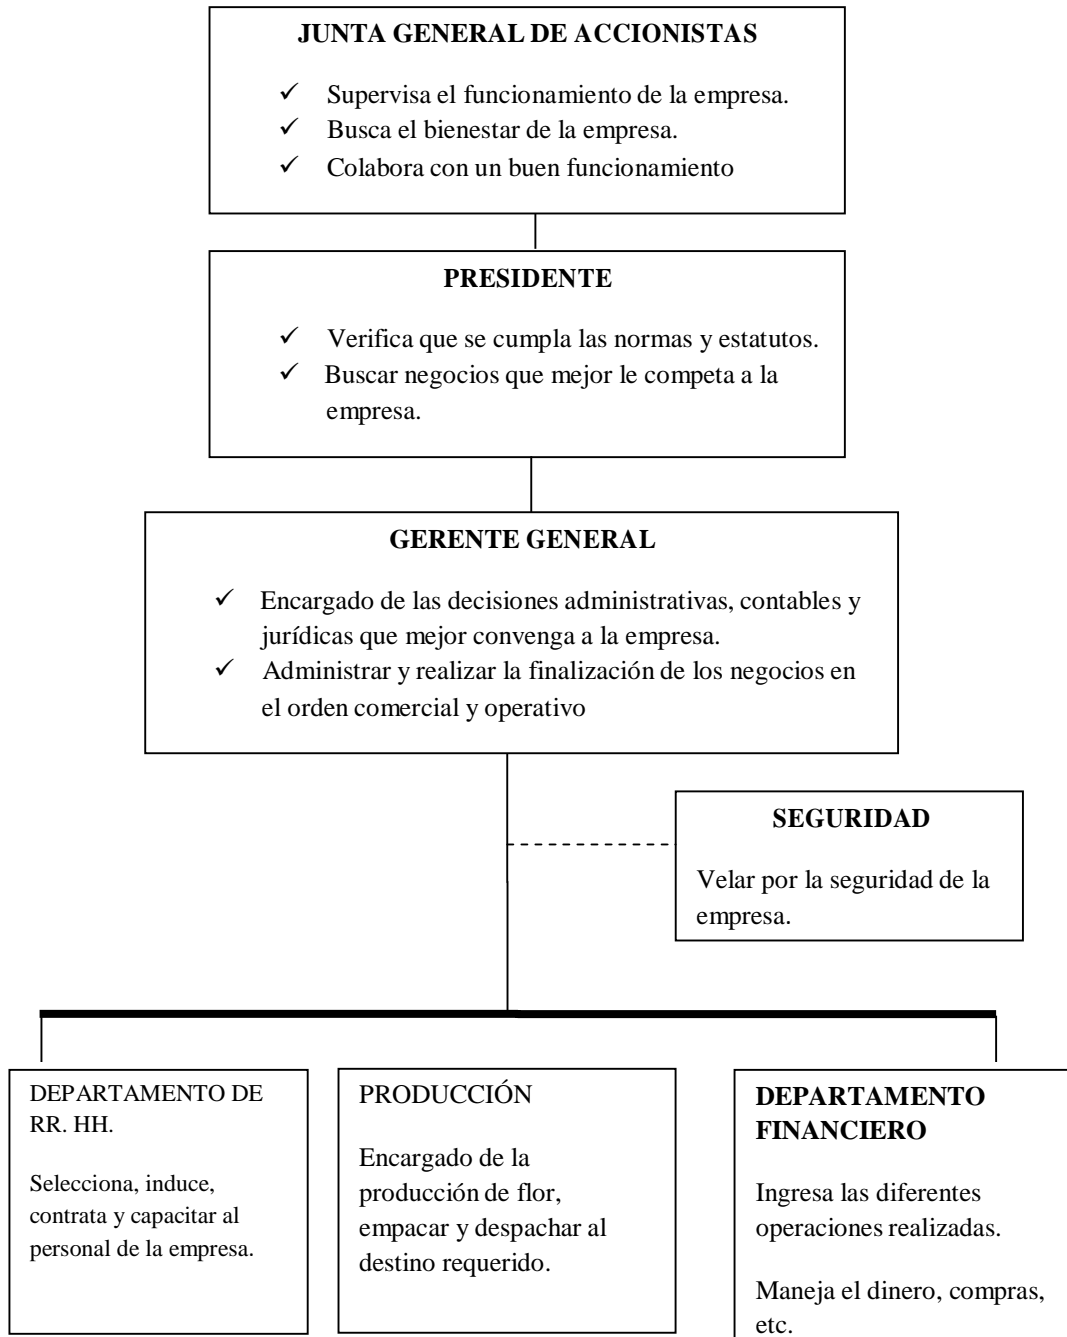 JUNTA GENERAL DE ACCIONISTAS
✓ Supervisa el funcionamiento de la empresa.
✓ Busca el bienestar de la empresa.
✓ Colabora con un buen funcionamiento
PRESIDENTE
✓ Verifica que se cumpla las normas y estatutos.
✓ Buscar negocios que mejor le competa a la
empresa.
GERENTE GENERAL
✓ Encargado de las decisiones administrativas, contables y
jurídicas que mejor convenga a la empresa.
✓ Administrar y realizar la finalización de los negocios en
el orden comercial y operativo
SEGURIDAD
Velar por la seguridad de la
empresa.
DEPARTAMENTO DE
RR. HH.
Selecciona, induce,
contrata y capacitar al
personal de la empresa.
PRODUCCIÓN
Encargado de la
producción de flor,
empacar y despachar al
destino requerido.
DEPARTAMENTO
FINANCIERO
Ingresa las diferentes
operaciones realizadas.
Maneja el dinero, compras,
etc.